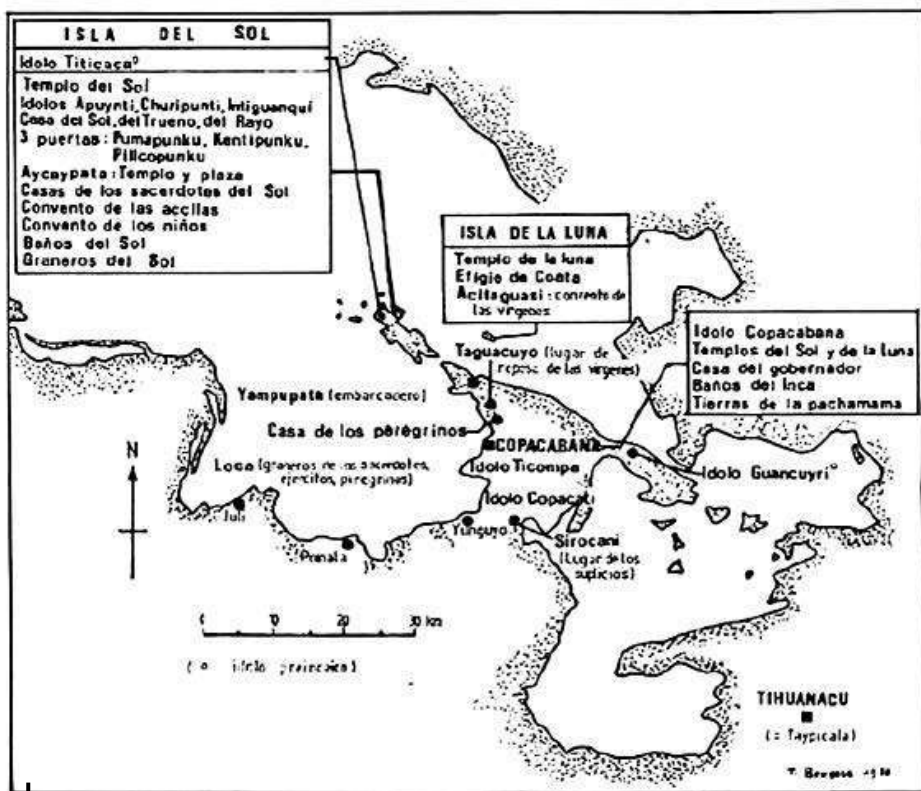 ISLA DEL SOL
Idolo Titicaca°
Templo del Sol
Idolos Apuynti, Churipunti, Intiguanqui
Casa del Sol, del Trueno, del Rayo
3 puertas: Pumapunku, Kentipunku,
Pillcopunku
Aycaypata: Templo y plaza
Casas de los sacerdotes del Sol
Convento de las acllas
Convento de los niños
Baños del Sol
Graneros del Sol
ISLA DE LA LUNA
Templo de la luna
Efigie de Coata
Acllaguasi: convento de
las vírgenes
Idolo Copacabana
Templos del Sol y de la Luna
Casa del gobernador
Baños del Inca
Tierras de la pachamama
Taguacuyo (lugar de
reposo de las vírgenes)
Yampupata (embarcadero)
Casa de los peregrinos
COPACABANA
Idolo Ticonipa
Loca (graneros de los sacerdotes,
ejércitos, peregrinos)
Idolo Guancuyri°
Idolo Copacati
N
Juli
Pomata
Yunguyo
Sirocani
(Lugar de los
suplicios)
0 10 20 30 km
(° = idolo preincaico)
TIHUANACU
(= Taypicala)